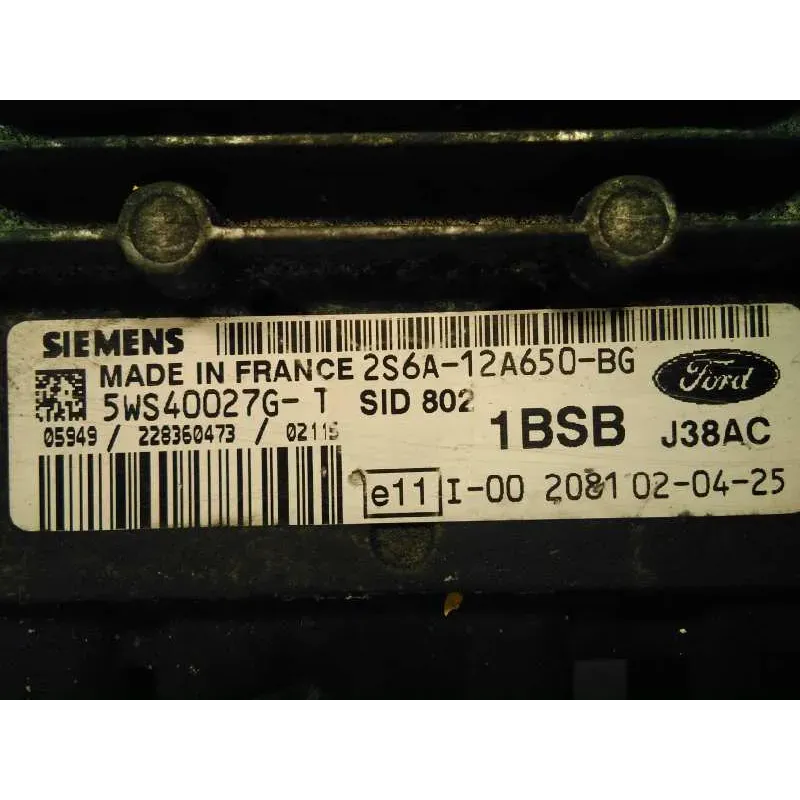 SIEMENS
MADE IN FRANCE 2S6A-12A650-BG
Ford
5WS40027G-T SID 802
1BSB J38AC
05949 / 228360473 / 02115
e11 I-00 2081 02-04-25